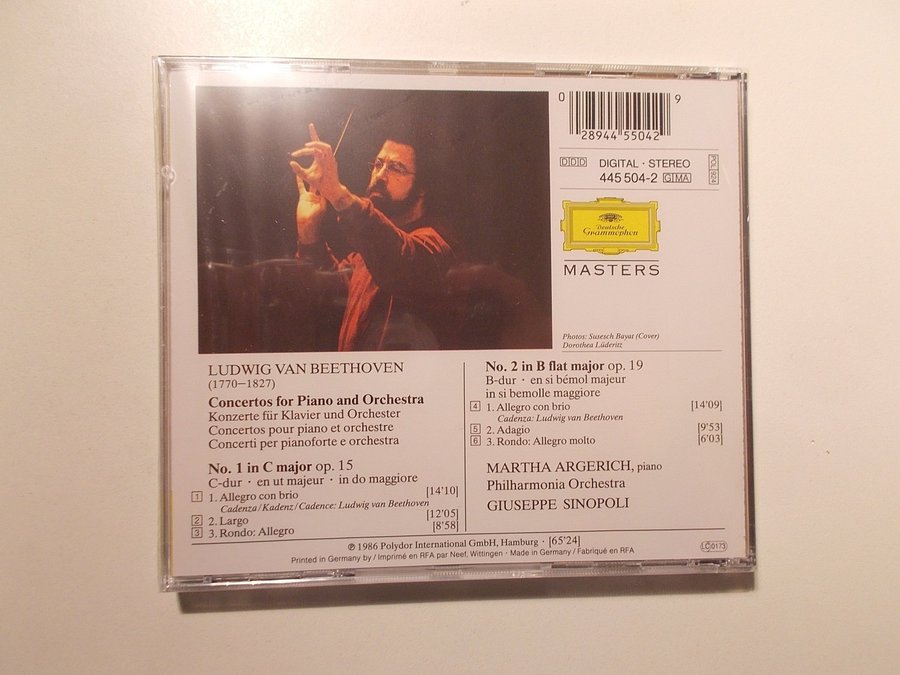 0 28944 55042 9
DDD DIGITAL · STEREO
445 504-2 GMA
POL 924
Deutsche
Grammophon
MASTERS
Photos: Susesch Bayat (Cover)
Dorothea Lüderitz
LUDWIG VAN BEETHOVEN
(1770–1827)
Concertos for Piano and Orchestra
Konzerte für Klavier und Orchester
Concertos pour piano et orchestre
Concerti per pianoforte e orchestra
No. 1 in C major op. 15
C-dur · en ut majeur · in do maggiore
1 1. Allegro con brio [14'10]
Cadenza/Kadenz/Cadence: Ludwig van Beethoven
2 2. Largo [12'05]
3 3. Rondo: Allegro [8'58]
No. 2 in B flat major op. 19
B-dur · en si bémol majeur
in si bemolle maggiore
4 1. Allegro con brio [14'09]
Cadenza: Ludwig van Beethoven
5 2. Adagio [9'53]
6 3. Rondo: Allegro molto [6'03]
MARTHA ARGERICH, piano
Philharmonia Orchestra
GIUSEPPE SINOPOLI
℗ 1986 Polydor International GmbH, Hamburg · [65'24]
Printed in Germany by / Imprimé en RFA par Neef, Wittingen · Made in Germany / Fabriqué en RFA
LC 0173